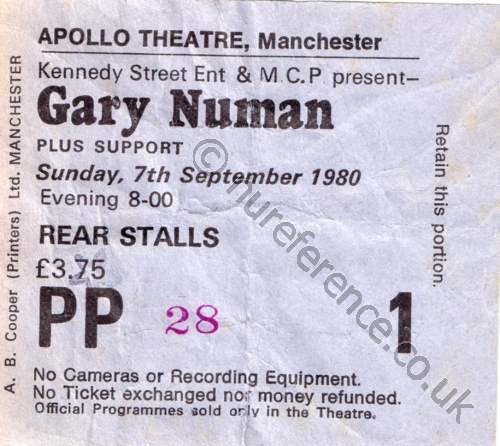 APOLLO THEATRE, Manchester
Kennedy Street Ent & M.C.P present–
Gary Numan
PLUS SUPPORT
Sunday, 7th September 1980
Evening 8-00
REAR STALLS
£3.75
PP 28 1
No Cameras or Recording Equipment.
No Ticket exchanged nor money refunded.
Official Programmes sold only in the Theatre.
Retain this portion.
A. B. Cooper (Printers) Ltd. MANCHESTER
© nureference.co.uk